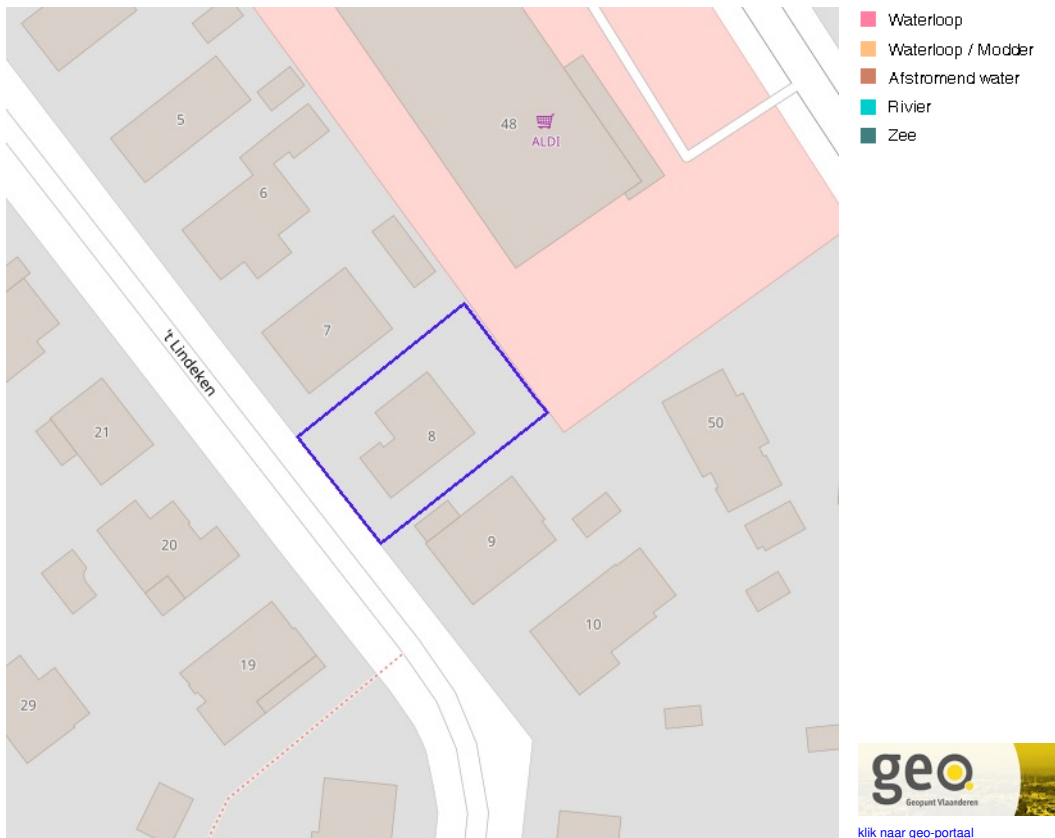 Waterloop
Waterloop / Modder
Afstromend water
Rivier
Zee
5
48
ALDI
6
7
't Lindeken
8
21
50
9
20
10
19
29
geo.
Geopunt Vlaanderen
klik naar geo-portaal